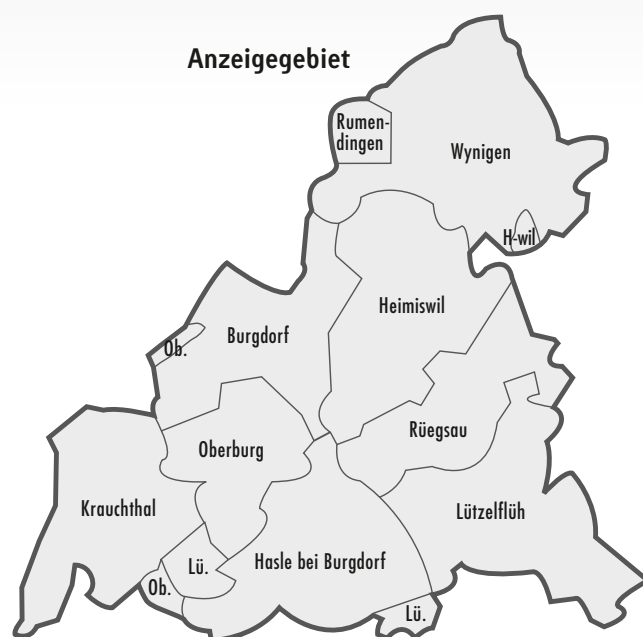 Anzeigegebiet
Rumen-
dingen
Wynigen
H-wil
Heimiswil
Burgdorf
Ob.
Rüegsau
Oberburg
Krauchthal
Lützelflüh
Hasle bei Burgdorf
Lü.
Ob.
Lü.